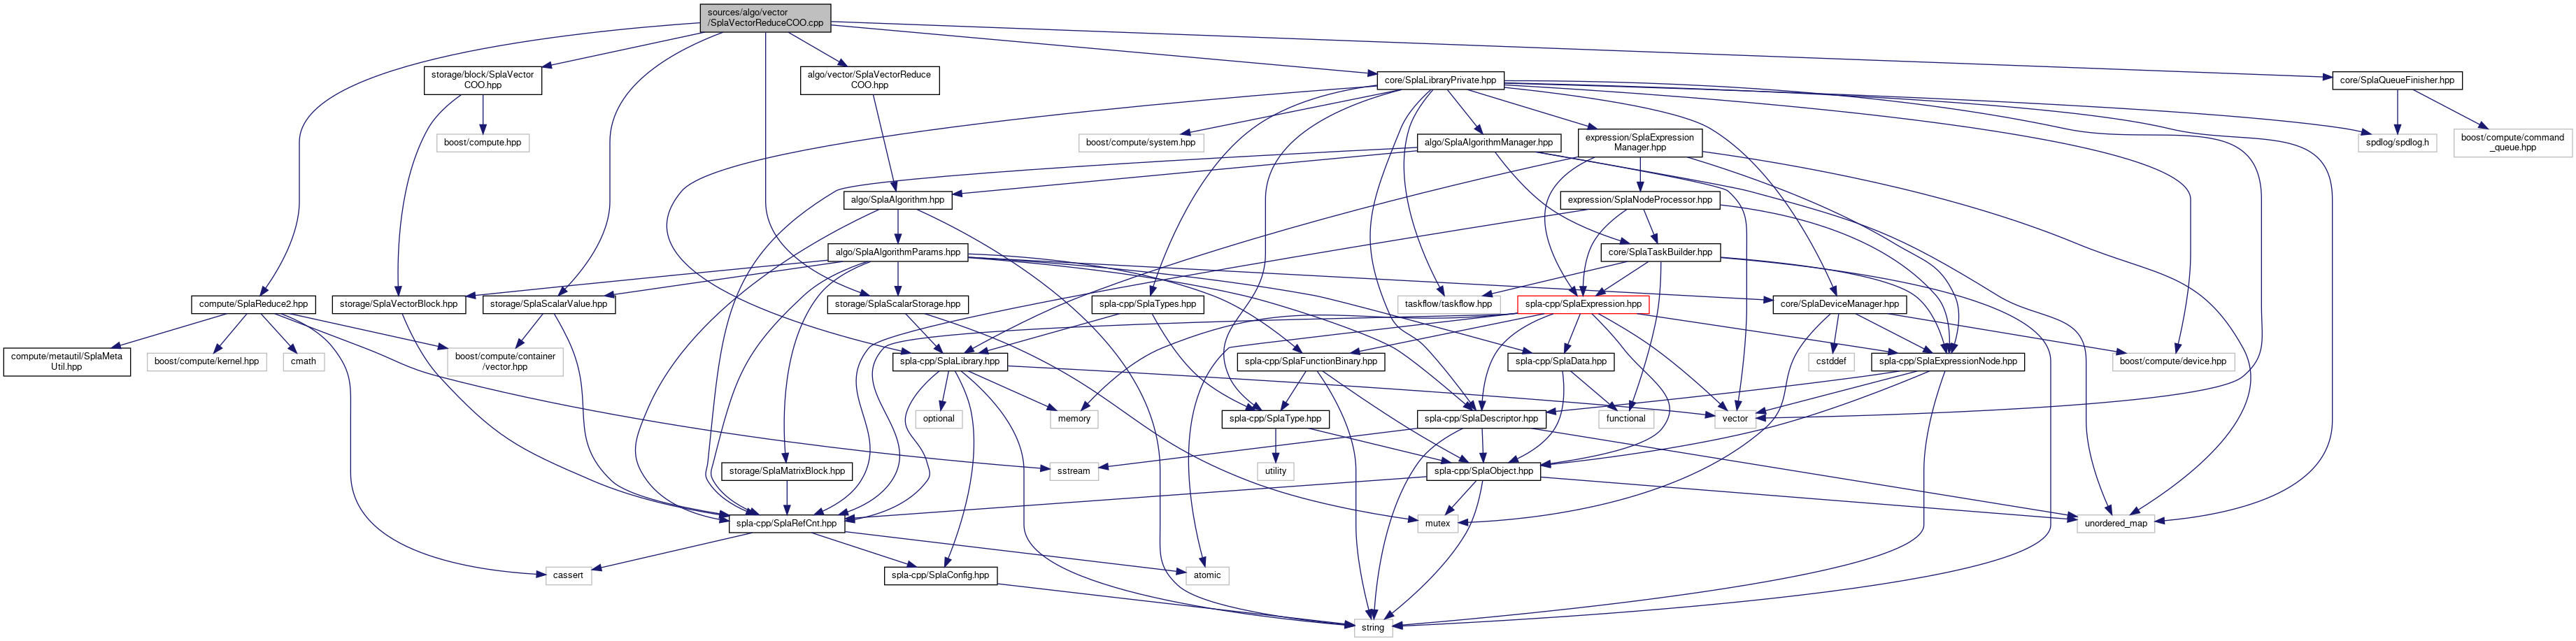 sources/algo/vector
/SplaVectorReduceCOO.cpp
storage/block/SplaVector
COO.hpp
algo/vector/SplaVectorReduce
COO.hpp
core/SplaLibraryPrivate.hpp
core/SplaQueueFinisher.hpp
boost/compute.hpp
boost/compute/system.hpp
algo/SplaAlgorithmManager.hpp
expression/SplaExpression
Manager.hpp
spdlog/spdlog.h
boost/compute/command
_queue.hpp
algo/SplaAlgorithm.hpp
expression/SplaNodeProcessor.hpp
algo/SplaAlgorithmParams.hpp
core/SplaTaskBuilder.hpp
compute/SplaReduce2.hpp
storage/SplaVectorBlock.hpp
storage/SplaScalarValue.hpp
storage/SplaScalarStorage.hpp
spla-cpp/SplaTypes.hpp
taskflow/taskflow.hpp
spla-cpp/SplaExpression.hpp
core/SplaDeviceManager.hpp
compute/metautil/SplaMeta
Util.hpp
boost/compute/kernel.hpp
cmath
boost/compute/container
/vector.hpp
spla-cpp/SplaLibrary.hpp
spla-cpp/SplaFunctionBinary.hpp
spla-cpp/SplaData.hpp
cstddef
spla-cpp/SplaExpressionNode.hpp
boost/compute/device.hpp
optional
memory
spla-cpp/SplaType.hpp
spla-cpp/SplaDescriptor.hpp
functional
vector
storage/SplaMatrixBlock.hpp
sstream
utility
spla-cpp/SplaObject.hpp
spla-cpp/SplaRefCnt.hpp
mutex
unordered_map
cassert
spla-cpp/SplaConfig.hpp
atomic
string